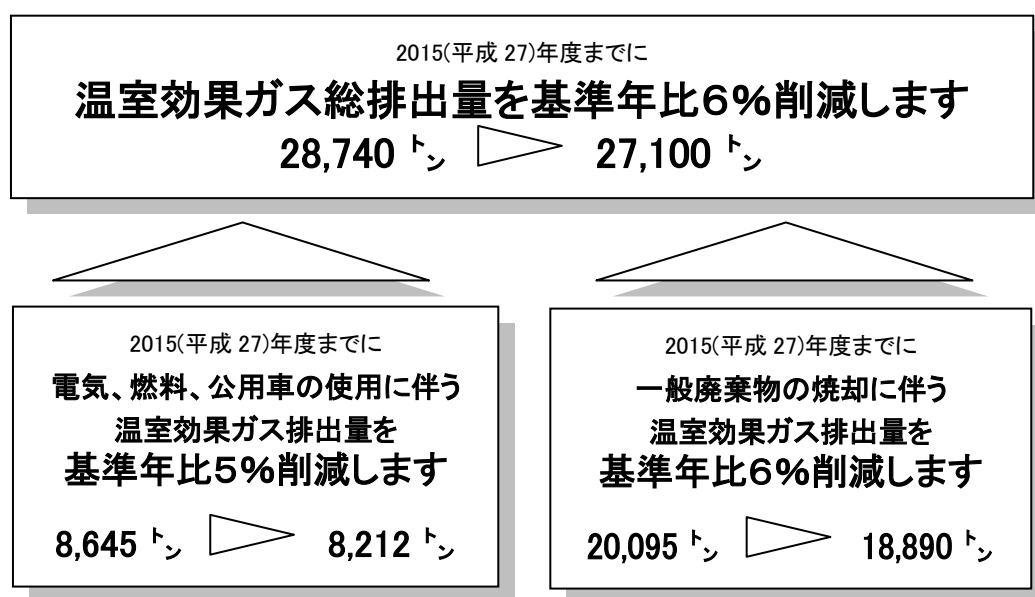 2015(平成 27)年度までに
温室効果ガス総排出量を基準年比6%削減します
28,740 トン 27,100 トン
2015(平成 27)年度までに
電気、燃料、公用車の使用に伴う
温室効果ガス排出量を
基準年比5%削減します
8,645 トン 8,212 トン
2015(平成 27)年度までに
一般廃棄物の焼却に伴う
温室効果ガス排出量を
基準年比6%削減します
20,095 トン 18,890 トン